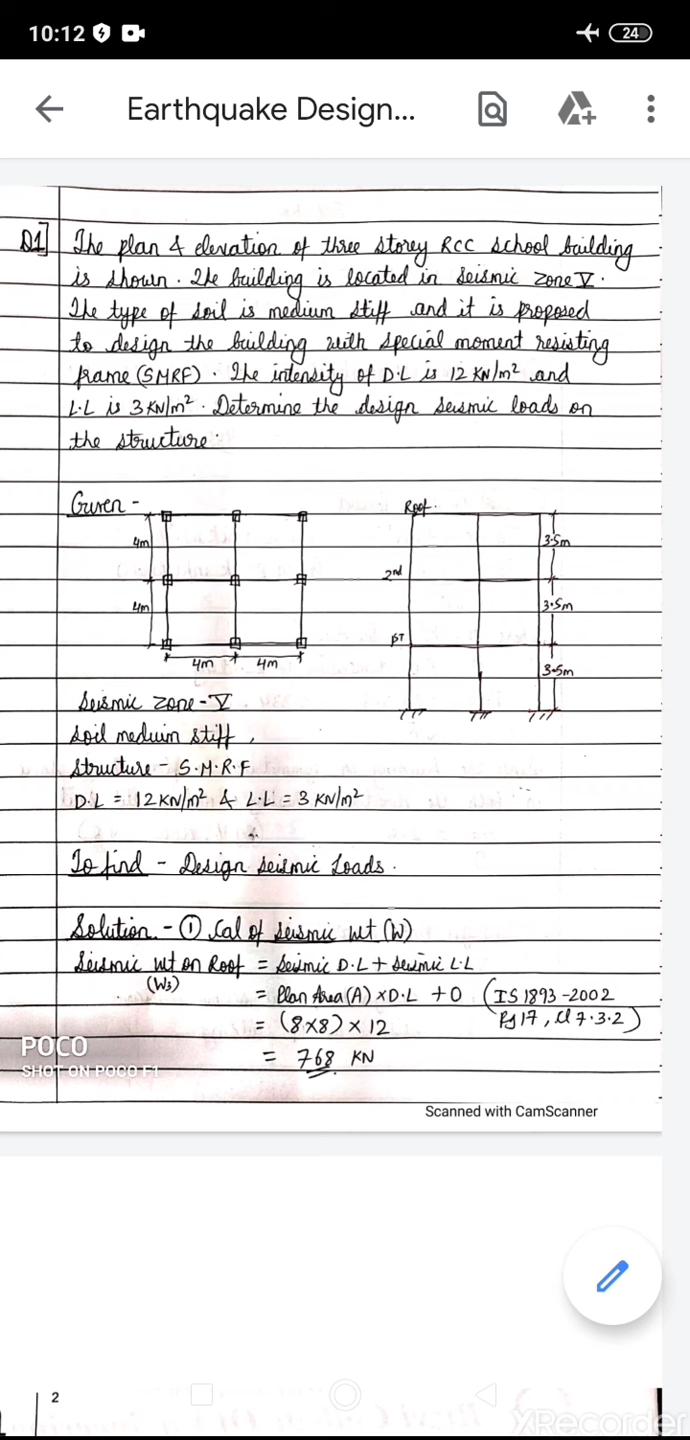 10:12
24
Earthquake Design...
Q1] The plan & elevation of three storey RCC school building
is shown. The building is located in seismic zone V.
The type of soil is medium stiff and it is proposed
to design the building with special moment resisting
frame (SMRF). The intensity of D.L is 12 KN/m² and
L.L is 3 KN/m². Determine the design seismic loads on
the structure.
Given -
4m
4m
4m
4m
Roof.
2nd
1st
3.5m
3.5m
3.5m
Seismic zone - V
Soil meduim stiff,
Structure - S.M.R.F
D.L = 12 KN/m² & L.L = 3 KN/m²
To find - Design seismic Loads.
Solution - ① Cal of seismic wt (W)
Seismic wt on Roof = Seismic D.L + Seismic L.L
(W₃)
= Plan Area (A) x D.L + 0 (IS 1893-2002
Pg 17, Cl 7.3.2)
= (8×8) × 12
= 768 KN
POCO
SHOT ON POCO F1
Scanned with CamScanner
2
XRecorder